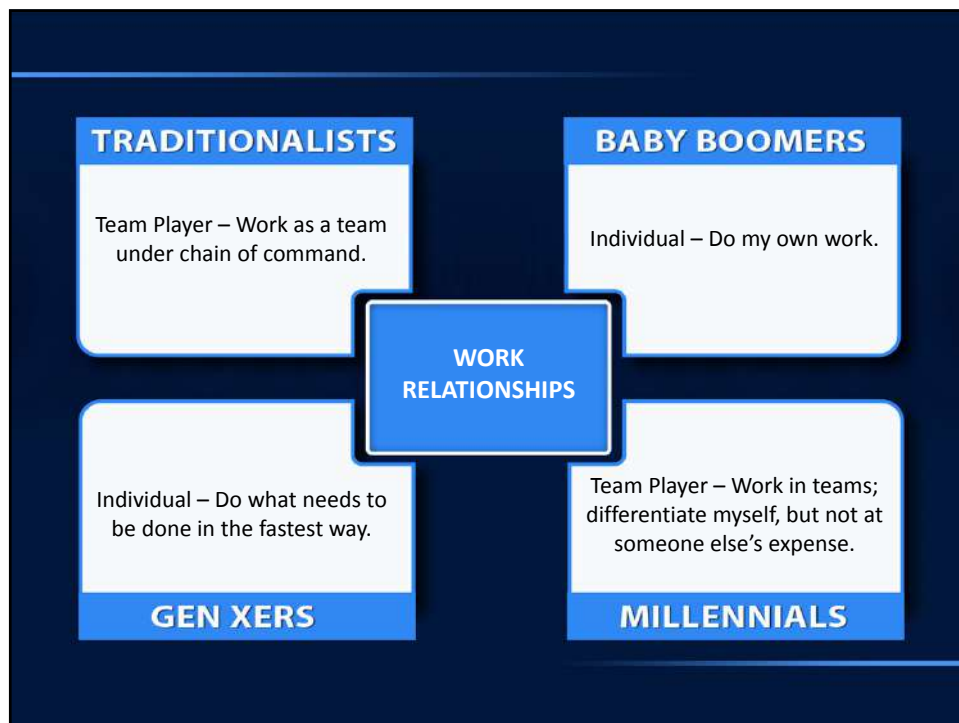 TRADITIONALISTS
Team Player – Work as a team
under chain of command.
BABY BOOMERS
Individual – Do my own work.
WORK
RELATIONSHIPS
Individual – Do what needs to
be done in the fastest way.
GEN XERS
Team Player – Work in teams;
differentiate myself, but not at
someone else’s expense.
MILLENNIALS